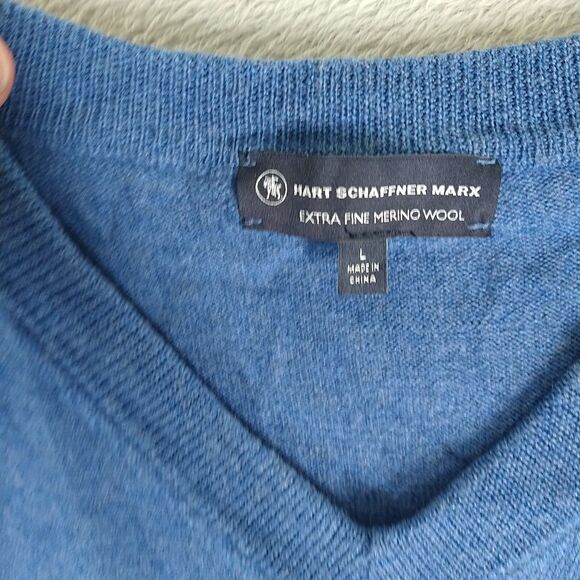 HART SCHAFFNER MARX
EXTRA FINE MERINO WOOL
L
MADE IN
CHINA